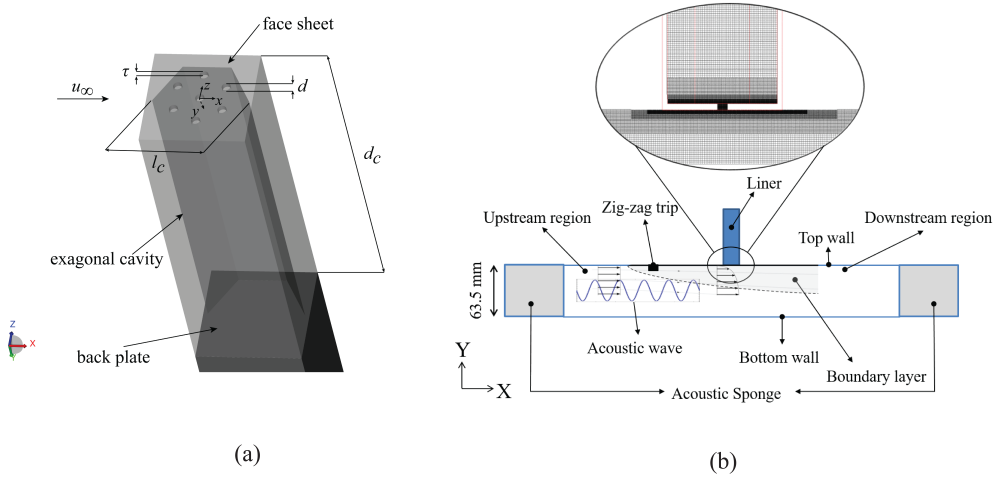 face sheet
τ
u∞
d
z
x
y
l_c
d_c
exagonal cavity
back plate
Z
X
Y
(a)
Liner
Zig-zag trip
Upstream region
Downstream region
Top wall
63.5 mm
Acoustic wave
Bottom wall
Boundary layer
Y
X
Acoustic Sponge
(b)